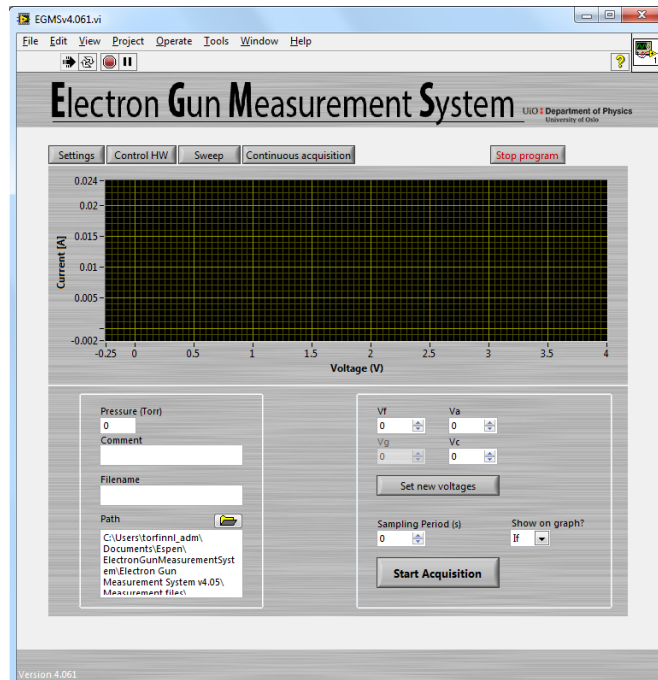 EGMSv4.061.vi
File Edit View Project Operate Tools Window Help
?
1
Electron Gun Measurement System
UiO Department of Physics
University of Oslo
Settings Control HW Sweep Continuous acquisition Stop program
0.024
0.02
0.015
0.01
0.005
-0.002
Current [A]
-0.25 0 0.5 1 1.5 2 2.5 3 3.5 4
Voltage (V)
Pressure (Torr)
0
Comment
Filename
Path
C:\Users\torfinnl_adm\
Documents\Espen\
ElectronGunMeasurementSyst
em\Electron Gun
Measurement System v4.05\
Measurement files\
Vf Va
0 0
Vg Vc
0 0
Set new voltages
Sampling Period (s) Show on graph?
0 If
Start Acquisition
Version 4.061